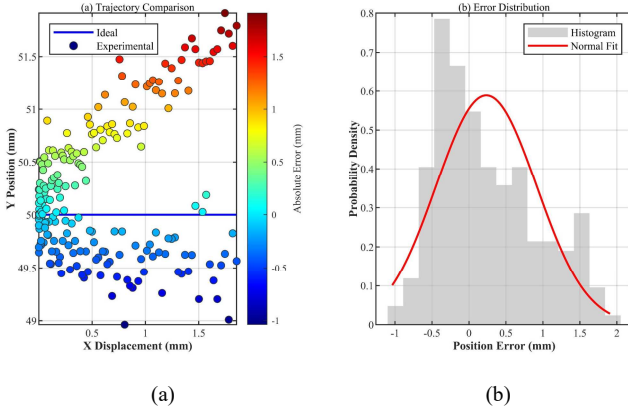 (a) Trajectory Comparison
Ideal
Experimental
51.5
51
50.5
50
49.5
49
Y Position (mm)
0.5
1
1.5
X Displacement (mm)
1.5
1
0.5
0
-0.5
-1
Absolute Error (mm)
(b) Error Distribution
Histogram
Normal Fit
0.8
0.7
0.6
0.5
0.4
0.3
0.2
0.1
0
Probability Density
-1
-0.5
0
0.5
1
1.5
2
Position Error (mm)
(a)
(b)